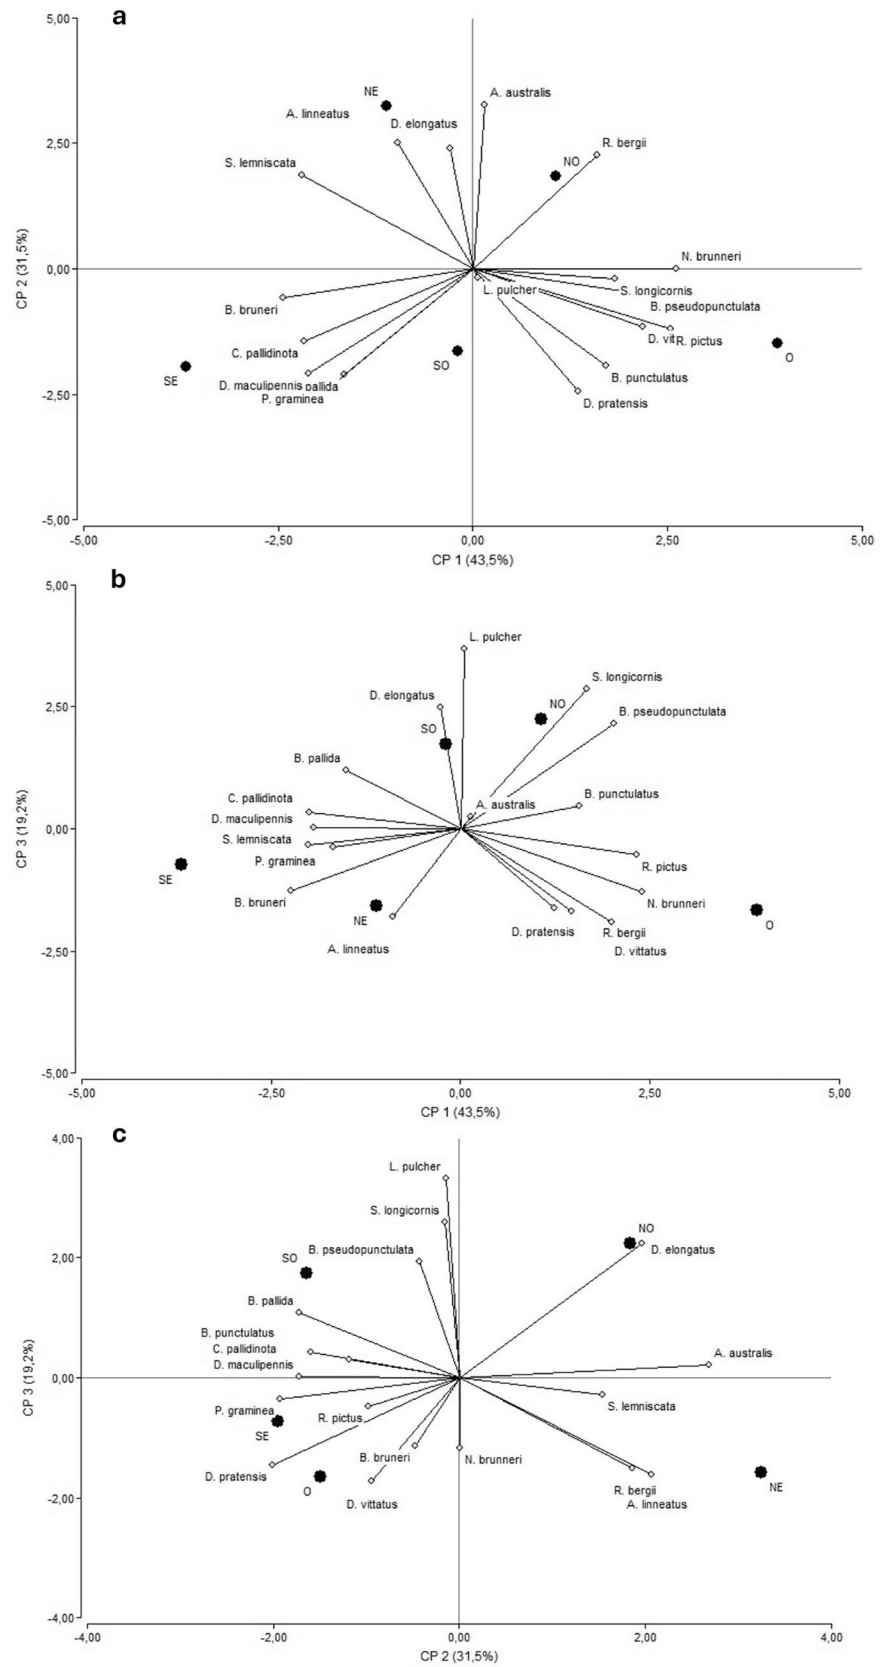 a
5,00
NE
A. australis
A. linneatus
D. elongatus
2,50
R. bergii
NO
S. lemniscata
CP 2 (31,5%)
0,00
N. brunneri
L. pulcher
S. longicornis
B. bruneri
B. pseudopunctulata
D. vit
R. pictus
C. pallidinota
SO
O
SE
D. maculipennis
pallida
B. punctulatus
-2,50
P. graminea
D. pratensis
-5,00
-5,00
-2,50
0,00
2,50
5,00
CP 1 (43,5%)
b
5,00
L. pulcher
S. longicornis
D. elongatus
NO
2,50
B. pseudopunctulata
SO
B. pallida
C. pallidinota
B. punctulatus
A. australis
D. maculipennis
CP 3 (19,2%)
0,00
S. lemniscata
P. graminea
R. pictus
SE
B. bruneri
N. brunneri
NE
O
D. pratensis
R. bergii
A. linneatus
D. vittatus
-2,50
-5,00
-5,00
-2,50
0,00
2,50
5,00
CP 1 (43,5%)
c
4,00
L. pulcher
S. longicornis
NO
B. pseudopunctulata
D. elongatus
SO
2,00
B. pallida
B. punctulatus
C. pallidinota
A. australis
D. maculipennis
CP 3 (19,2%)
0,00
P. graminea
S. lemniscata
R. pictus
SE
B. bruneri
N. brunneri
D. pratensis
O
D. vittatus
R. bergii
NE
A. linneatus
-2,00
-4,00
-4,00
-2,00
0,00
2,00
4,00
CP 2 (31,5%)